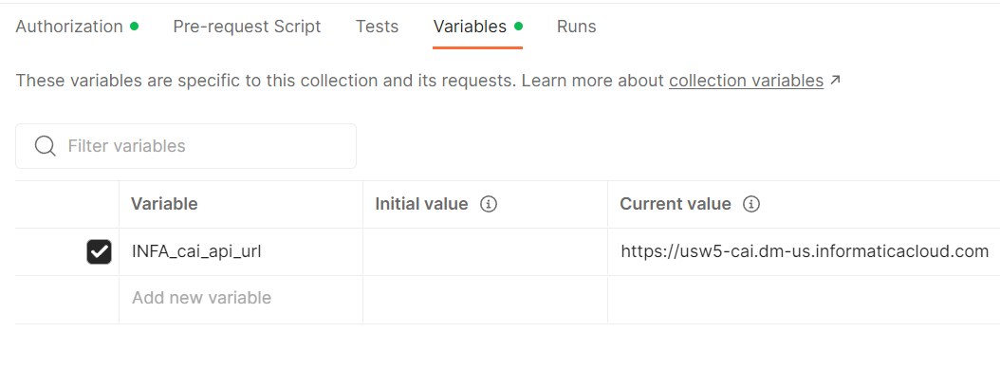 Authorization Pre-request Script Tests Variables Runs
These variables are specific to this collection and its requests. Learn more about collection variables ↗
Filter variables
Variable Initial value Current value
INFA_cai_api_url https://usw5-cai.dm-us.informaticacloud.com
Add new variable